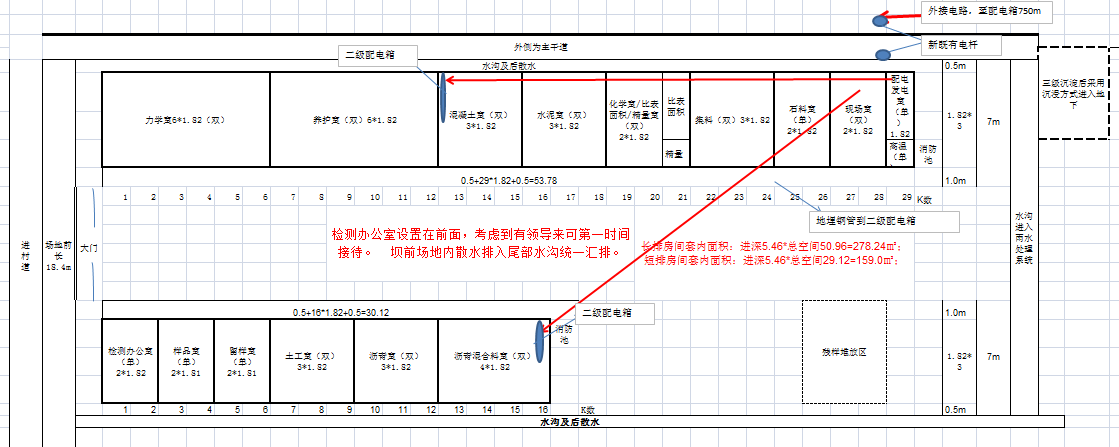 外接电路，至配电箱750m
新既有电杆
外侧为主干道
二级配电箱
水沟及后散水
0.5m
三级沉淀后采用
沉淀方式进入地
下
力学室6*1.82（双）
养护室（双）6*1.82
混凝土室（双）
3*1.82
水泥室（双）
3*1.82
化学室/比表
面积/精量室
（双）
2*1.82
比表
面积
精量
集料（双）3*1.82
石料室
（单）
2*1.82
现场室
（双）
2*1.82
配电
发电
室（
单）
1.82
高温
（单
消防
池
1.82*
3
7m
0.5+29*1.82+0.5=53.78
1.0m
1 2 3 4 5 6 7 8 9 10 11 12 13 14 15 16 17 18 19 20 21 22 23 24 25 26 27 28 29 K数
地埋钢管到二级配电箱
进
村
道
场地前
长
18.4m
大门
检测办公室设置在前面，考虑到有领导来可第一时间
接待。 坝前场地内散水排入尾部水沟统一汇排。
长排房间套内面积：进深5.46*总空间50.96=278.24㎡；
短排房间套内面积：进深5.46*总空间29.12=159.0㎡；
水沟
进入
雨水
处理
系统
0.5+16*1.82+0.5=30.12
二级配电箱
1.0m
消防
池
检测办公室
（单）
2*1.82
样品室
（单）
2*1.81
留样室
（单）
2*1.81
土工室（双）
3*1.82
沥青室（双）
3*1.82
沥青混合料室（双）
4*1.82
残样堆放区
1.82*
3
7m
1 2 3 4 5 6 7 8 9 10 11 12 13 14 15 16 K数
0.5m
水沟及后散水